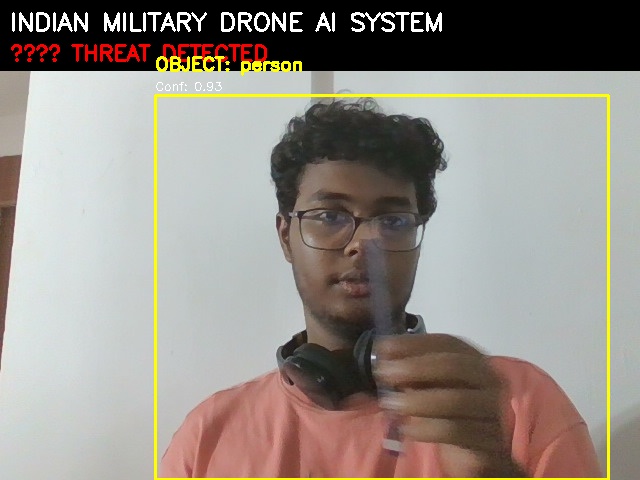 INDIAN MILITARY DRONE AI SYSTEM
???? THREAT DETECTED
OBJECT: person
Conf: 0.93